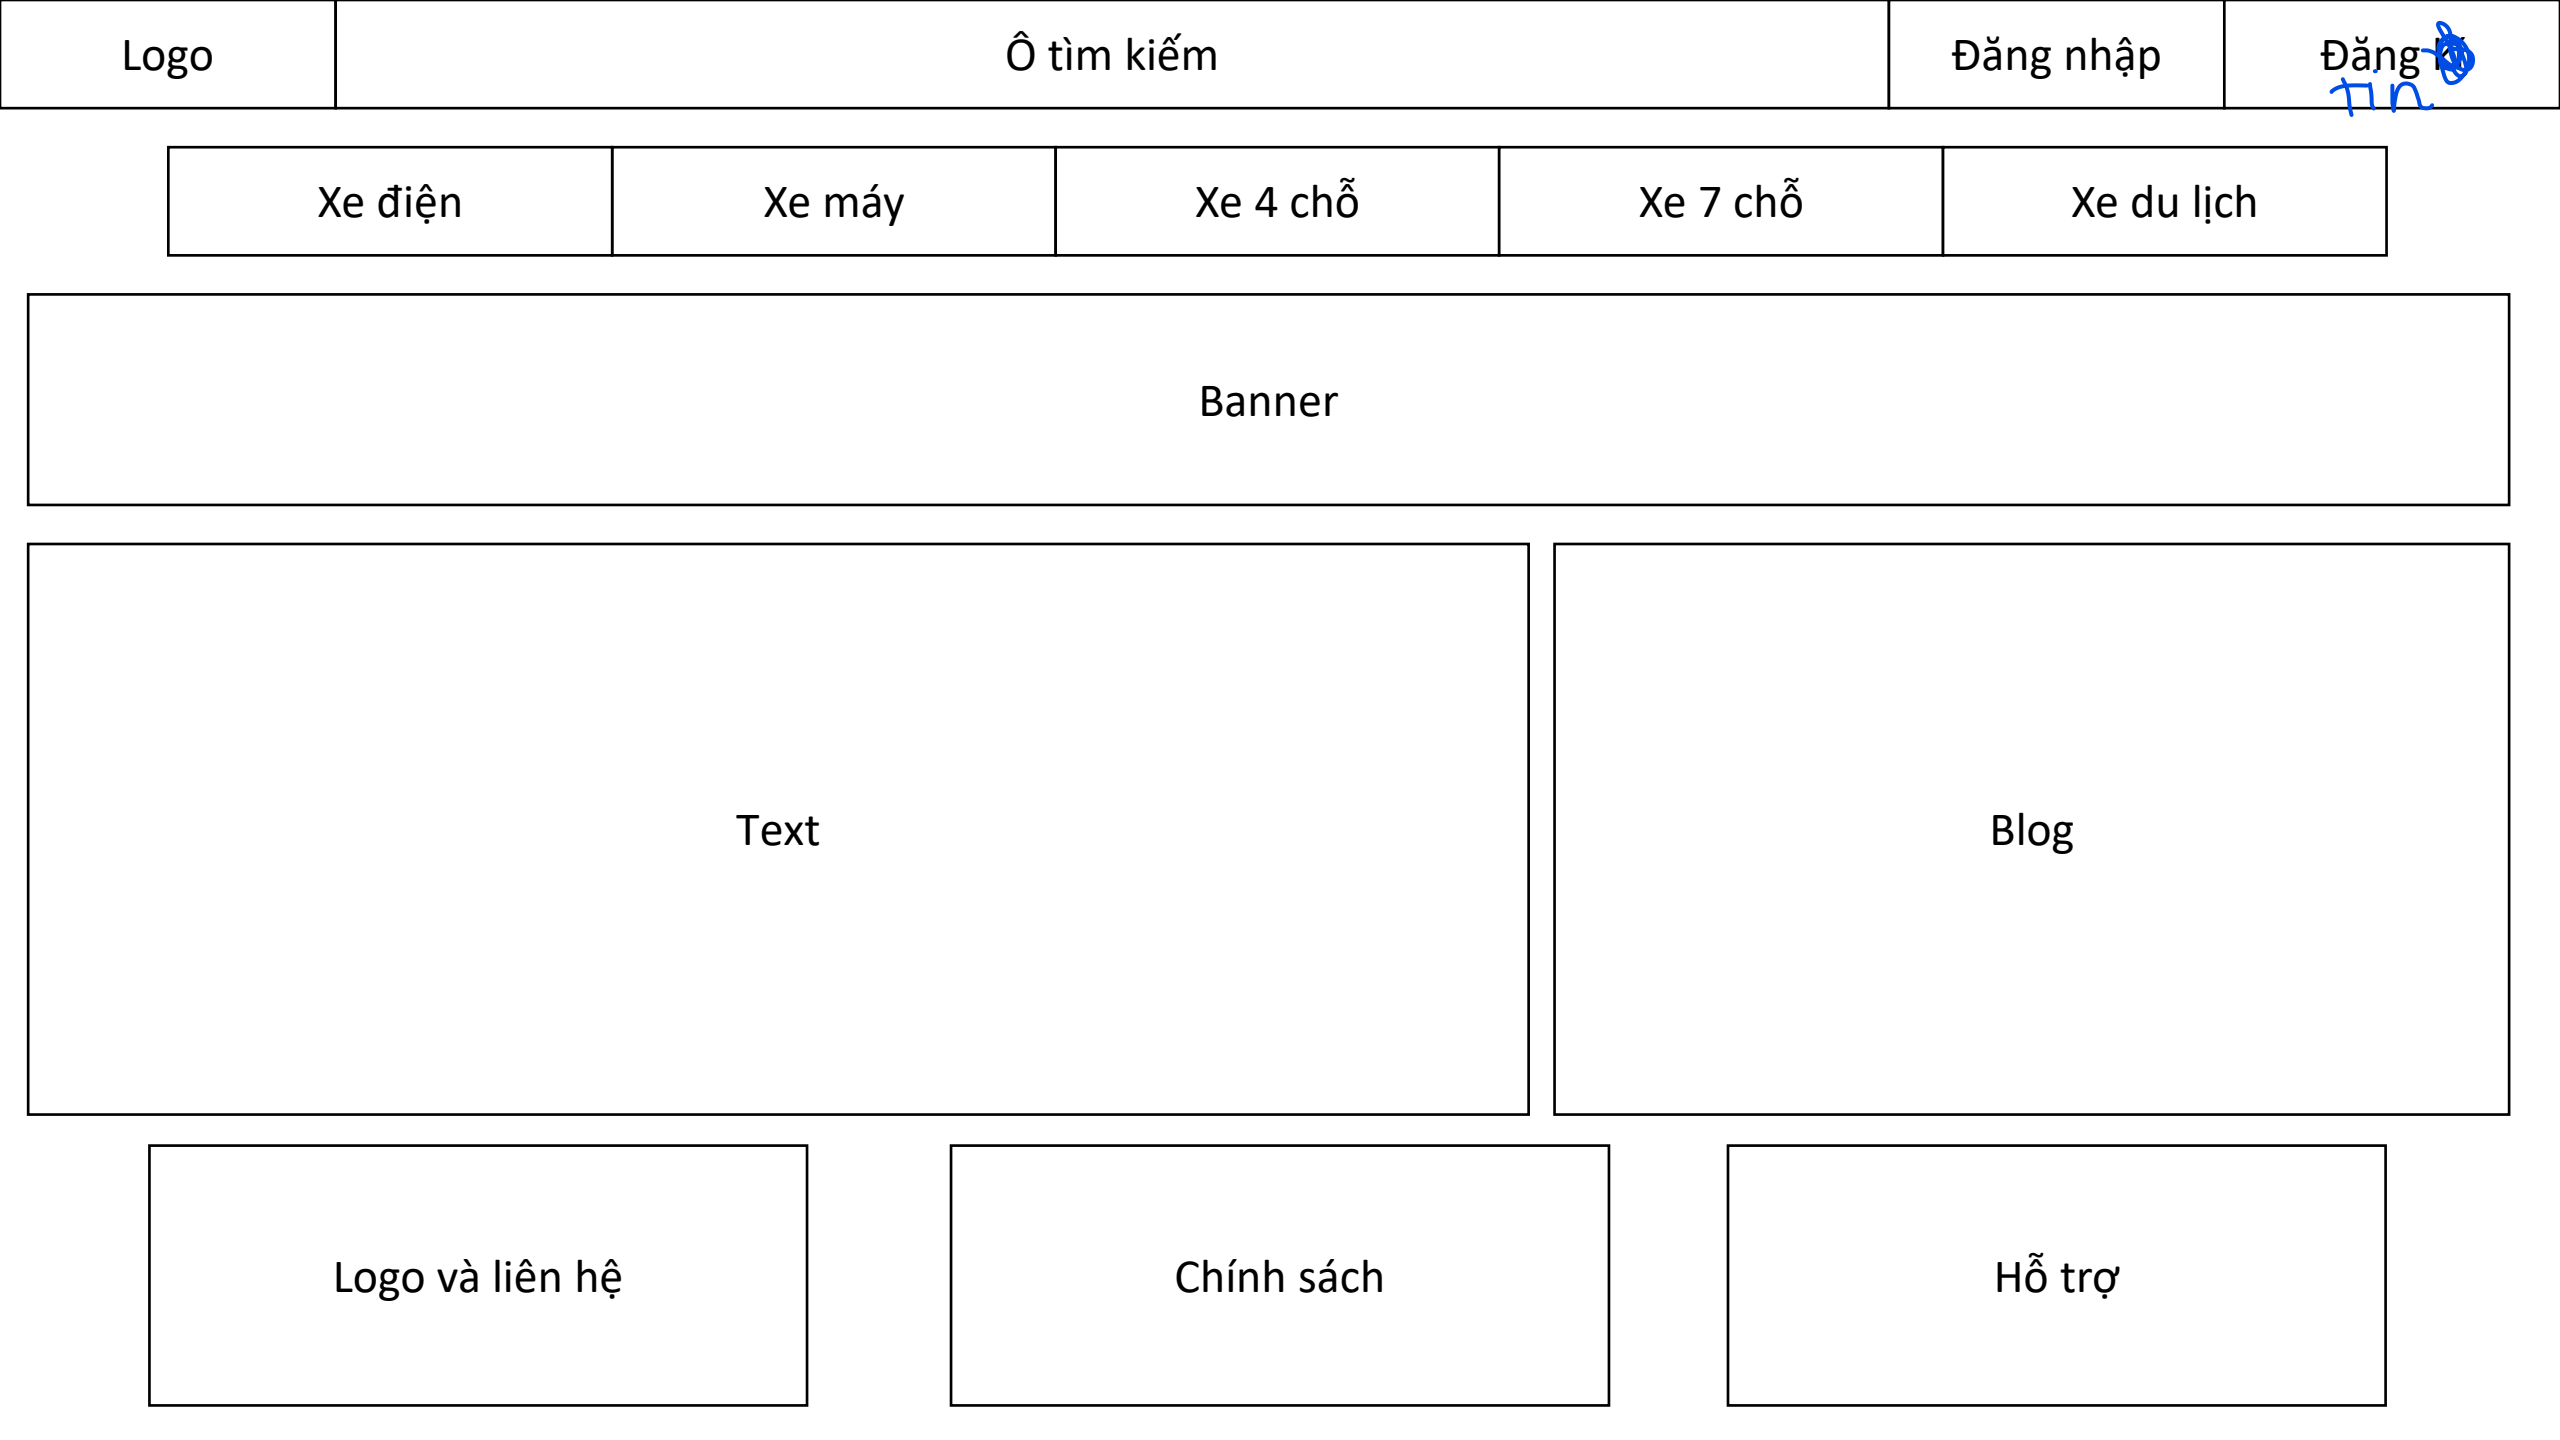 Logo
Ô tìm kiếm
Đăng nhập
Đăng
Tin
Xe điện
Xe máy
Xe 4 chỗ
Xe 7 chỗ
Xe du lịch
Banner
Text
Blog
Logo và liên hệ
Chính sách
Hỗ trợ